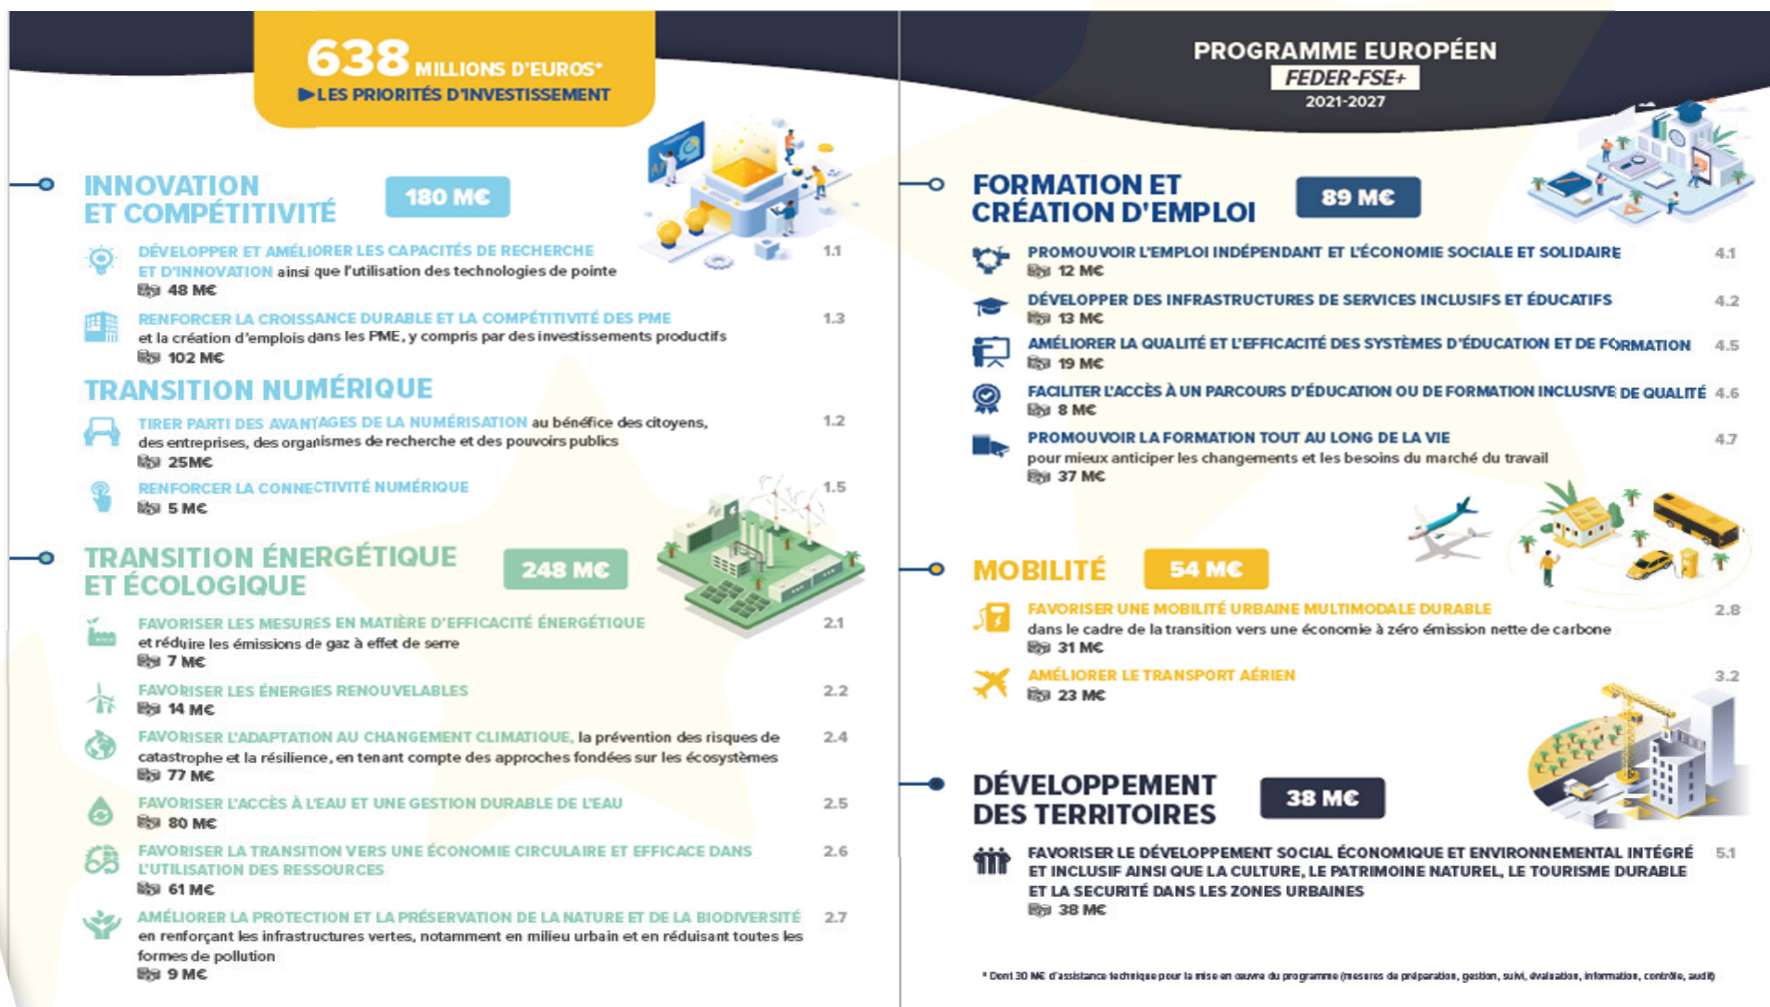 638 MILLIONS D'EUROS*
▶LES PRIORITÉS D'INVESTISSEMENT
INNOVATION
ET COMPÉTITIVITÉ
180 M€
DÉVELOPPER ET AMÉLIORER LES CAPACITÉS DE RECHERCHE 1.1
ET D'INNOVATION ainsi que l'utilisation des technologies de pointe
48 M€
RENFORCER LA CROISSANCE DURABLE ET LA COMPÉTITIVITÉ DES PME 1.3
et la création d'emplois dans les PME, y compris par des investissements productifs
102 M€
TRANSITION NUMÉRIQUE
TIRER PARTI DES AVANTAGES DE LA NUMÉRISATION au bénéfice des citoyens, 1.2
des entreprises, des organismes de recherche et des pouvoirs publics
25M€
RENFORCER LA CONNECTIVITÉ NUMÉRIQUE 1.5
5 M€
TRANSITION ÉNERGÉTIQUE
ET ÉCOLOGIQUE
248 M€
FAVORISER LES MESURES EN MATIÈRE D'EFFICACITÉ ÉNERGÉTIQUE 2.1
et réduire les émissions de gaz à effet de serre
7 M€
FAVORISER LES ÉNERGIES RENOUVELABLES 2.2
14 M€
FAVORISER L'ADAPTATION AU CHANGEMENT CLIMATIQUE, la prévention des risques de 2.4
catastrophe et la résilience, en tenant compte des approches fondées sur les écosystèmes
77 M€
FAVORISER L'ACCÈS À L'EAU ET UNE GESTION DURABLE DE L'EAU 2.5
80 M€
FAVORISER LA TRANSITION VERS UNE ÉCONOMIE CIRCULAIRE ET EFFICACE DANS 2.6
L'UTILISATION DES RESSOURCES
61 M€
AMÉLIORER LA PROTECTION ET LA PRÉSERVATION DE LA NATURE ET DE LA BIODIVERSITÉ 2.7
en renforçant les infrastructures vertes, notamment en milieu urbain et en réduisant toutes les
formes de pollution
9 M€
PROGRAMME EUROPÉEN
FEDER-FSE+
2021-2027
FORMATION ET
CRÉATION D'EMPLOI
89 M€
PROMOUVOIR L'EMPLOI INDÉPENDANT ET L'ÉCONOMIE SOCIALE ET SOLIDAIRE 4.1
12 M€
DÉVELOPPER DES INFRASTRUCTURES DE SERVICES INCLUSIFS ET ÉDUCATIFS 4.2
13 M€
AMÉLIORER LA QUALITÉ ET L'EFFICACITÉ DES SYSTÈMES D'ÉDUCATION ET DE FORMATION 4.5
19 M€
FACILITER L'ACCÈS À UN PARCOURS D'ÉDUCATION OU DE FORMATION INCLUSIVE DE QUALITÉ 4.6
8 M€
PROMOUVOIR LA FORMATION TOUT AU LONG DE LA VIE 4.7
pour mieux anticiper les changements et les besoins du marché du travail
37 M€
MOBILITÉ
54 M€
FAVORISER UNE MOBILITÉ URBAINE MULTIMODALE DURABLE 2.8
dans le cadre de la transition vers une économie à zéro émission nette de carbone
31 M€
AMÉLIORER LE TRANSPORT AÉRIEN 3.2
23 M€
DÉVELOPPEMENT
DES TERRITOIRES
38 M€
FAVORISER LE DÉVELOPPEMENT SOCIAL ÉCONOMIQUE ET ENVIRONNEMENTAL INTÉGRÉ 5.1
ET INCLUSIF AINSI QUE LA CULTURE, LE PATRIMOINE NATUREL, LE TOURISME DURABLE
ET LA SECURITÉ DANS LES ZONES URBAINES
38 M€
* Dont 30 M€ d'assistance technique pour la mise en œuvre du programme (mesures de préparation, gestion, suivi, évaluation, information, contrôle, audit)